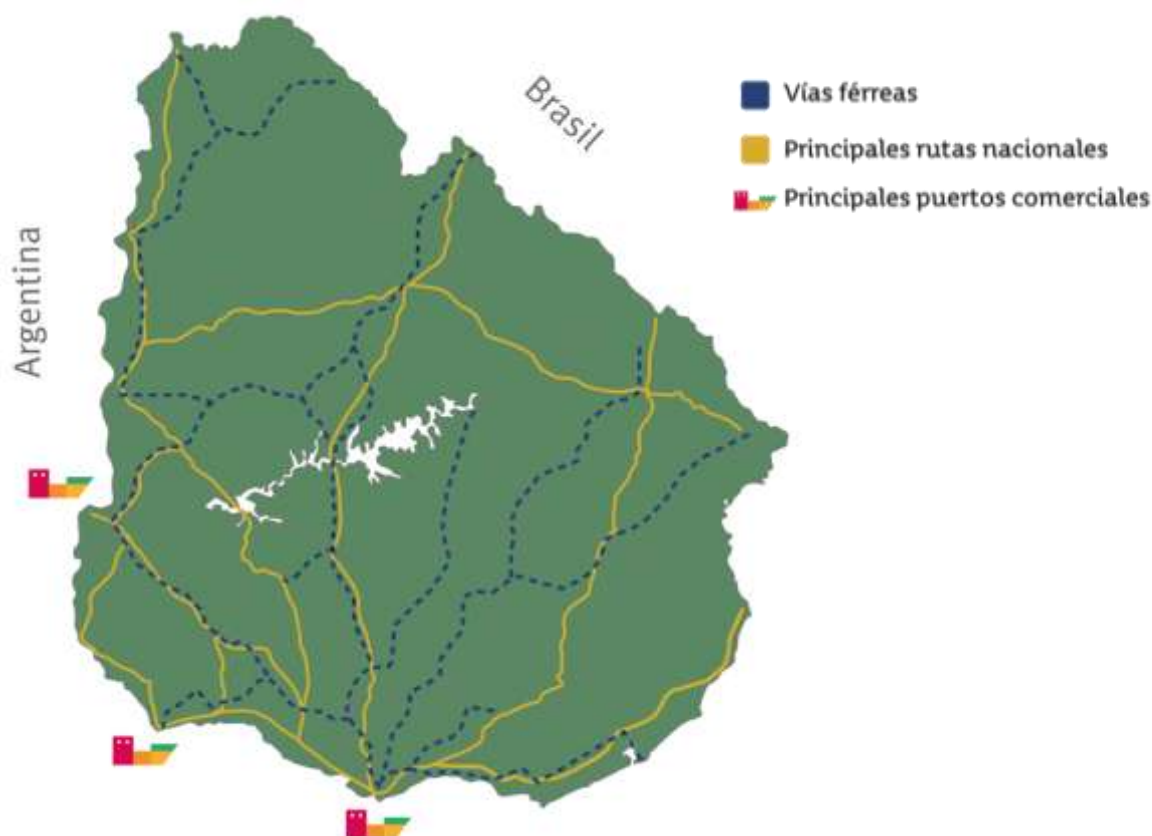 Brasil
Argentina
Vías férreas
Principales rutas nacionales
Principales puertos comerciales